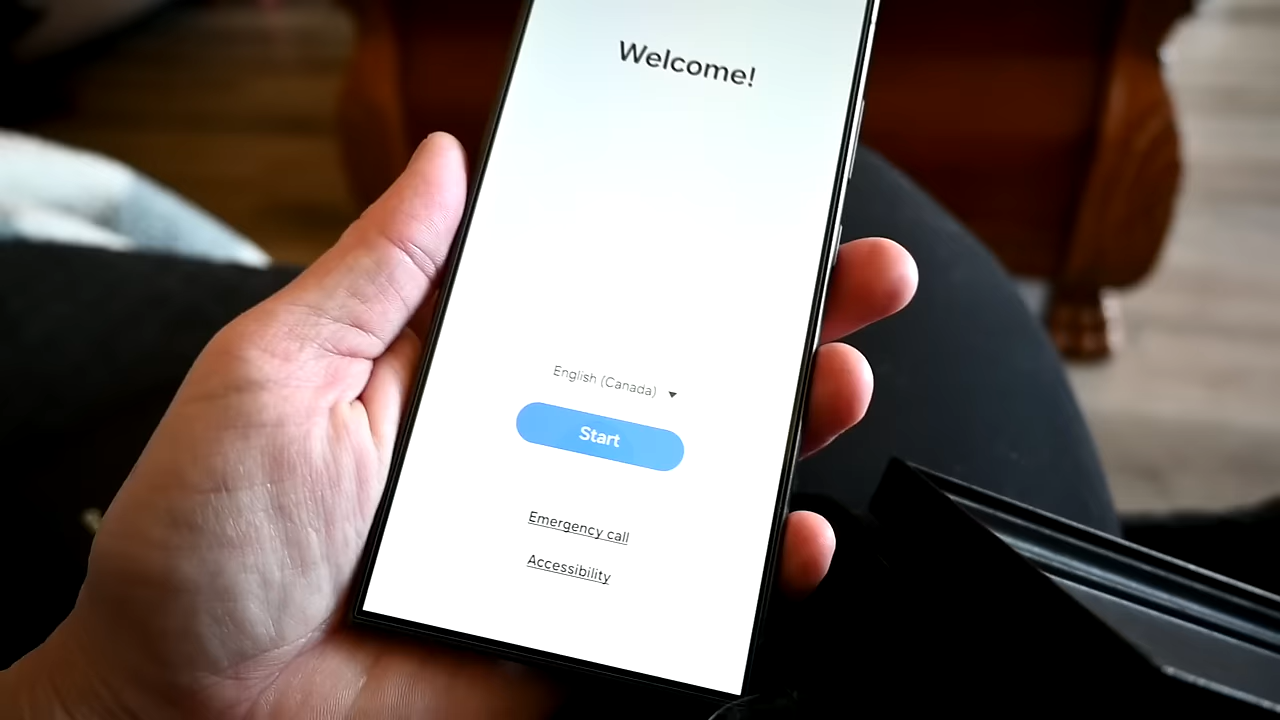 Welcome!
English (Canada)
Start
Emergency call
Accessibility